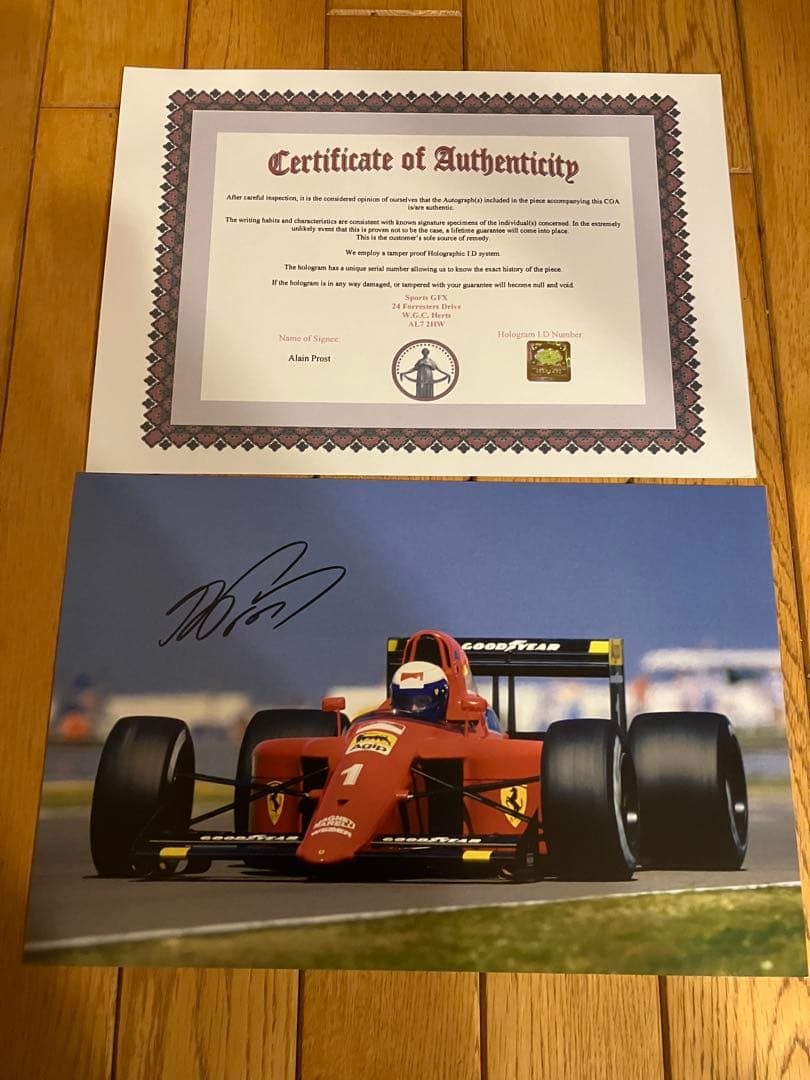 Certificate of Authenticity
After careful inspection, it is the considered opinion of ourselves that the Autograph(s) included in the piece accompanying this COA
is/are authentic.
The writing habits and characteristics are consistent with known signature specimens of the individual(s) concerned. In the extremely
unlikely event that this is proven not to be the case, a lifetime guarantee will come into place.
This is the customer's sole source of remedy.
We employ a tamper proof Holographic I.D system.
The hologram has a unique serial number allowing us to know the exact history of the piece.
If the hologram is in any way damaged, or tampered with your guarantee will become null and void.
Sports GFX
24 Forresters Drive
W.G.C. Herts
AL7 2HW
Name of Signee:
Hologram I.D Number:
Alain Prost
GOODYEAR
Agip
1
MAGNETI
MARELLI
WEBER
GOODYEAR
GOODYEAR